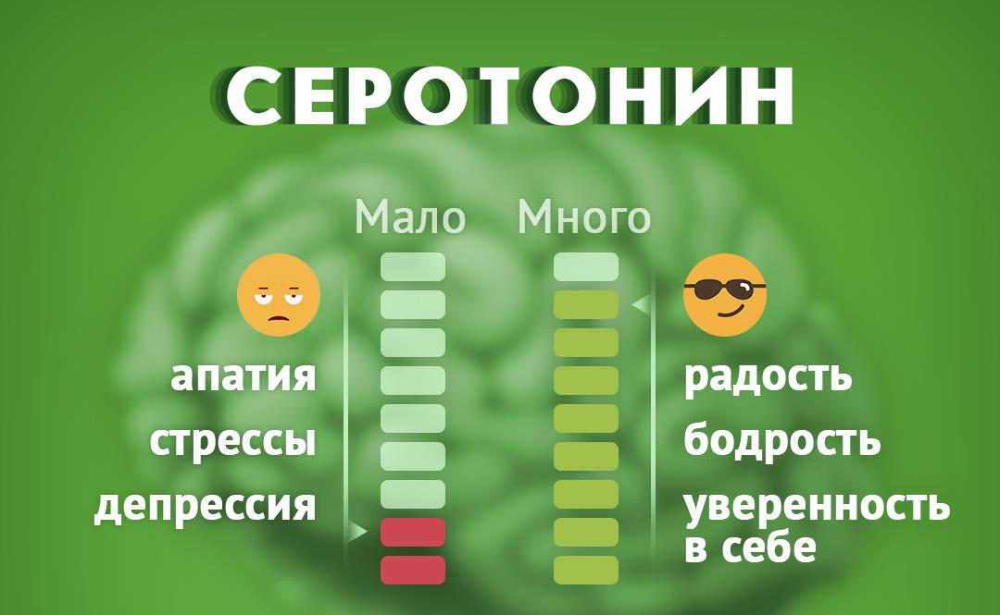 СЕРОТОНИН
Мало
Много
апатия
стрессы
депрессия
радость
бодрость
уверенность
в себе